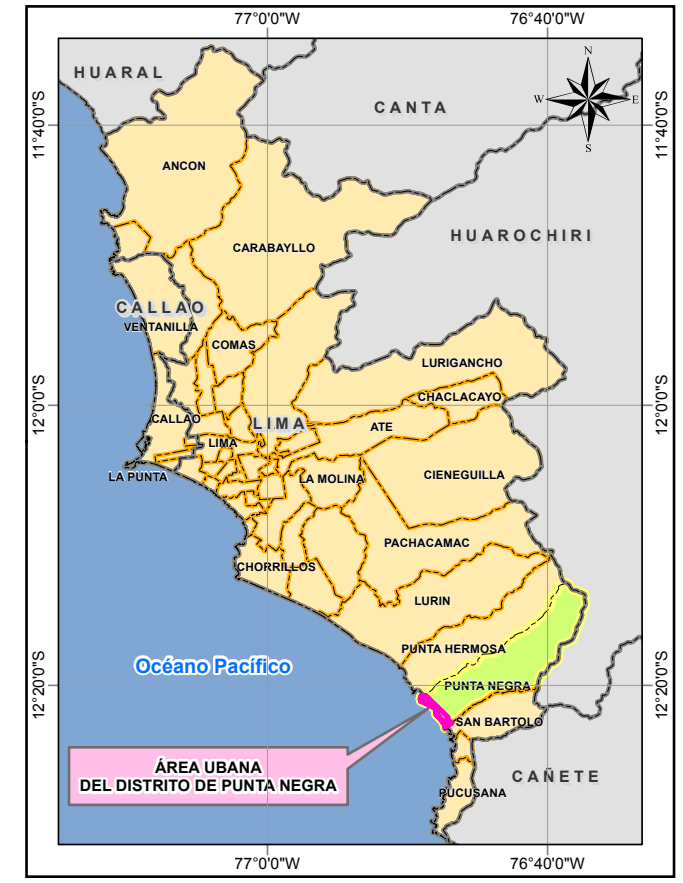 77°0'0"W
76°40'0"W
HUARAL
N
W
E
S
CANTA
11°40'0"S
11°40'0"S
ANCON
HUAROCHIRI
CARABAYLLO
CALLAO
VENTANILLA
COMAS
LURIGANCHO
CHACLACAYO
12°0'0"S
12°0'0"S
CALLAO
LIMA
ATE
LIMA
LA PUNTA
LA MOLINA
CIENEGUILLA
PACHACAMAC
CHORRILLOS
LURIN
PUNTA HERMOSA
Océano Pacífico
PUNTA NEGRA
12°20'0"S
12°20'0"S
SAN BARTOLO
ÁREA UBANA
DEL DISTRITO DE PUNTA NEGRA
CAÑETE
PUCUSANA
77°0'0"W
76°40'0"W